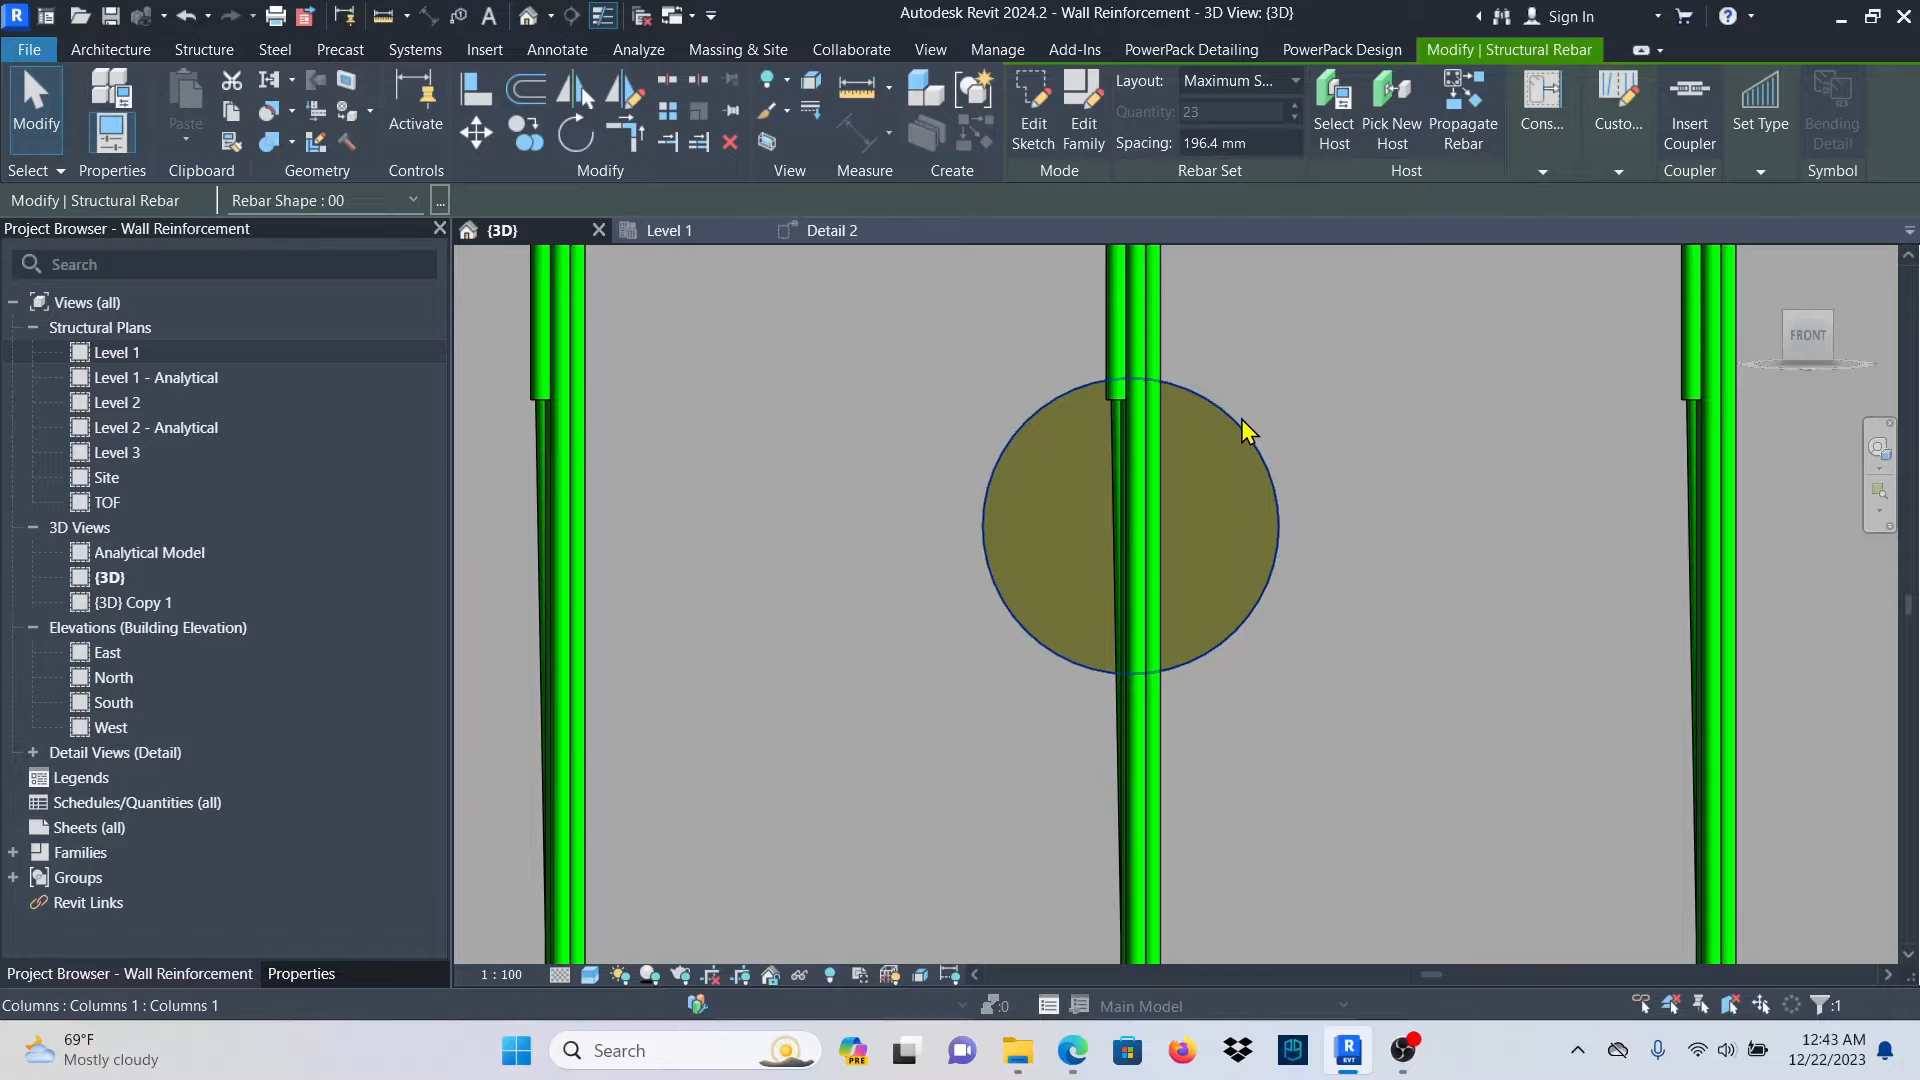 Autodesk Revit 2024.2 - Wall Reinforcement - 3D View: {3D}
Sign In
File Architecture Structure Steel Precast Systems Insert Annotate Analyze Massing & Site Collaborate View Manage Add-Ins PowerPack Detailing PowerPack Design Modify | Structural Rebar
Layout: Maximum S...
Quantity: 23
Spacing: 196.4 mm
Modify
Paste
Activate
Edit Sketch
Edit Family
Select Host
Pick New Host
Propagate Rebar
Cons...
Custo...
Insert Coupler
Set Type
Bending Detail
Select Properties Clipboard Geometry Controls Modify View Measure Create Mode Rebar Set Host Coupler Symbol
Modify | Structural Rebar
Rebar Shape : 00
...
Project Browser - Wall Reinforcement
{3D}
Level 1
Detail 2
Search
Views (all)
Structural Plans
Level 1
Level 1 - Analytical
Level 2
Level 2 - Analytical
Level 3
Site
TOF
3D Views
Analytical Model
{3D}
{3D} Copy 1
Elevations (Building Elevation)
East
North
South
West
Detail Views (Detail)
Legends
Schedules/Quantities (all)
Sheets (all)
Families
Groups
Revit Links
FRONT
Project Browser - Wall Reinforcement
Properties
1 : 100
Columns : Columns 1 : Columns 1
:0
Main Model
:1
69°F
Mostly cloudy
Search
PRE
R
RVT
12:43 AM
12/22/2023